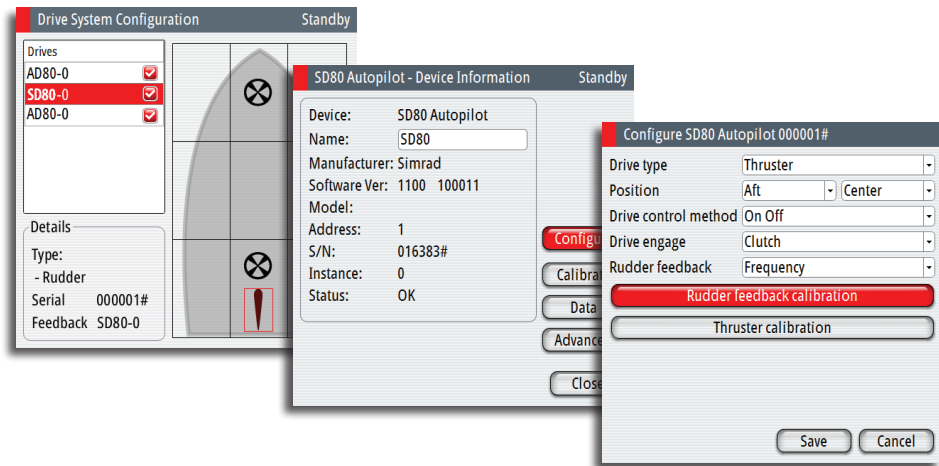 Drive System Configuration Standby
Drives
AD80-0
SD80-0
AD80-0
Details
Type:
- Rudder
Serial 000001#
Feedback SD80-0
SD80 Autopilot - Device Information Standby
Device: SD80 Autopilot
Name: SD80
Manufacturer: Simrad
Software Ver: 1100 100011
Model:
Address: 1
S/N: 016383#
Instance: 0
Status: OK
Configu
Calibrat
Data
Advance
Close
Configure SD80 Autopilot 000001#
Drive type Thruster
Position Aft Center
Drive control method On Off
Drive engage Clutch
Rudder feedback Frequency
Rudder feedback calibration
Thruster calibration
Save Cancel